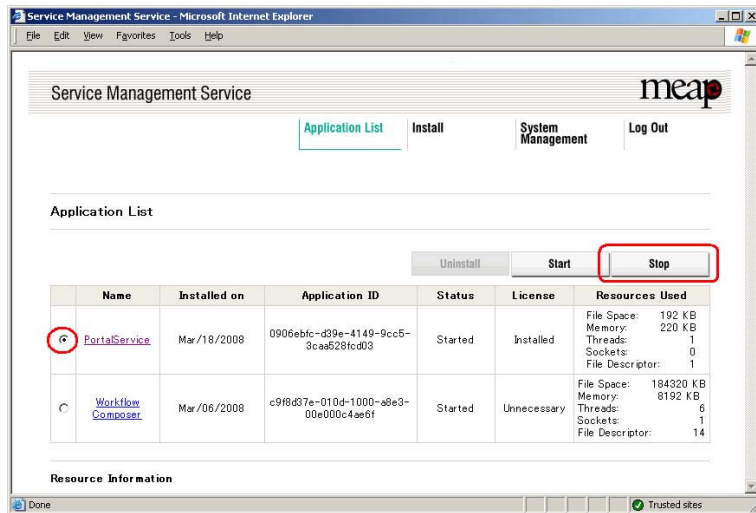 Service Management Service - Microsoft Internet Explorer
File Edit View Favorites Tools Help
Service Management Service
meap
Application List Install System Management Log Out
Application List
Uninstall Start Stop
Name Installed on Application ID Status License Resources Used
PortalService Mar/18/2008 0906ebfc-d39e-4149-9cc5-3caa528fcd03 Started Installed
File Space: 192 KB
Memory: 220 KB
Threads: 1
Sockets: 0
File Descriptor: 1
Workflow Composer Mar/06/2008 c9f8d37e-010d-1000-a8e3-00e000c4ae6f Started Unnecessary
File Space: 184320 KB
Memory: 8192 KB
Threads: 6
Sockets: 1
File Descriptor: 14
Resource Information
Done Trusted sites